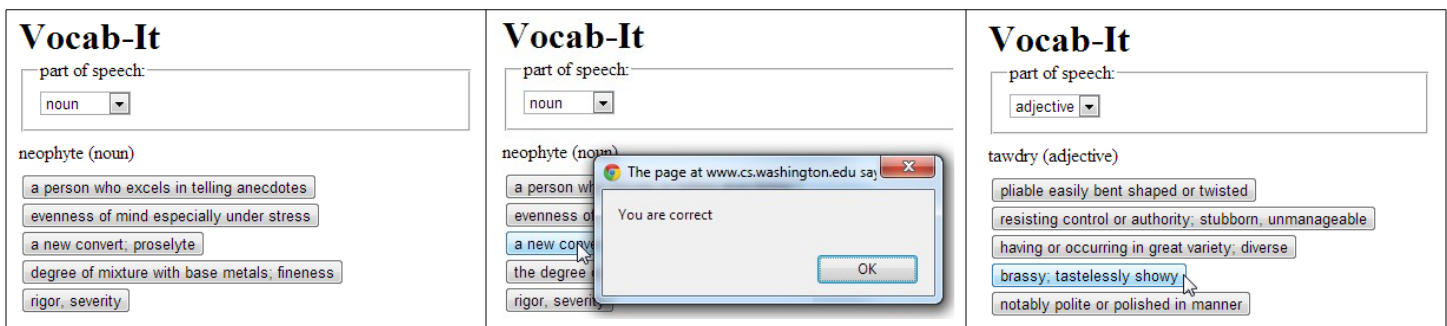 Vocab-It
part of speech:
noun
neophyte (noun)
a person who excels in telling anecdotes
evenness of mind especially under stress
a new convert; proselyte
degree of mixture with base metals; fineness
rigor, severity
Vocab-It
part of speech:
noun
neophyte (noun)
The page at www.cs.washington.edu say
You are correct
OK
a person wh
evenness of
a new conve
the degree
rigor, severit
Vocab-It
part of speech:
adjective
tawdry (adjective)
pliable easily bent shaped or twisted
resisting control or authority; stubborn, unmanageable
having or occurring in great variety; diverse
brassy; tastelessly showy
notably polite or polished in manner